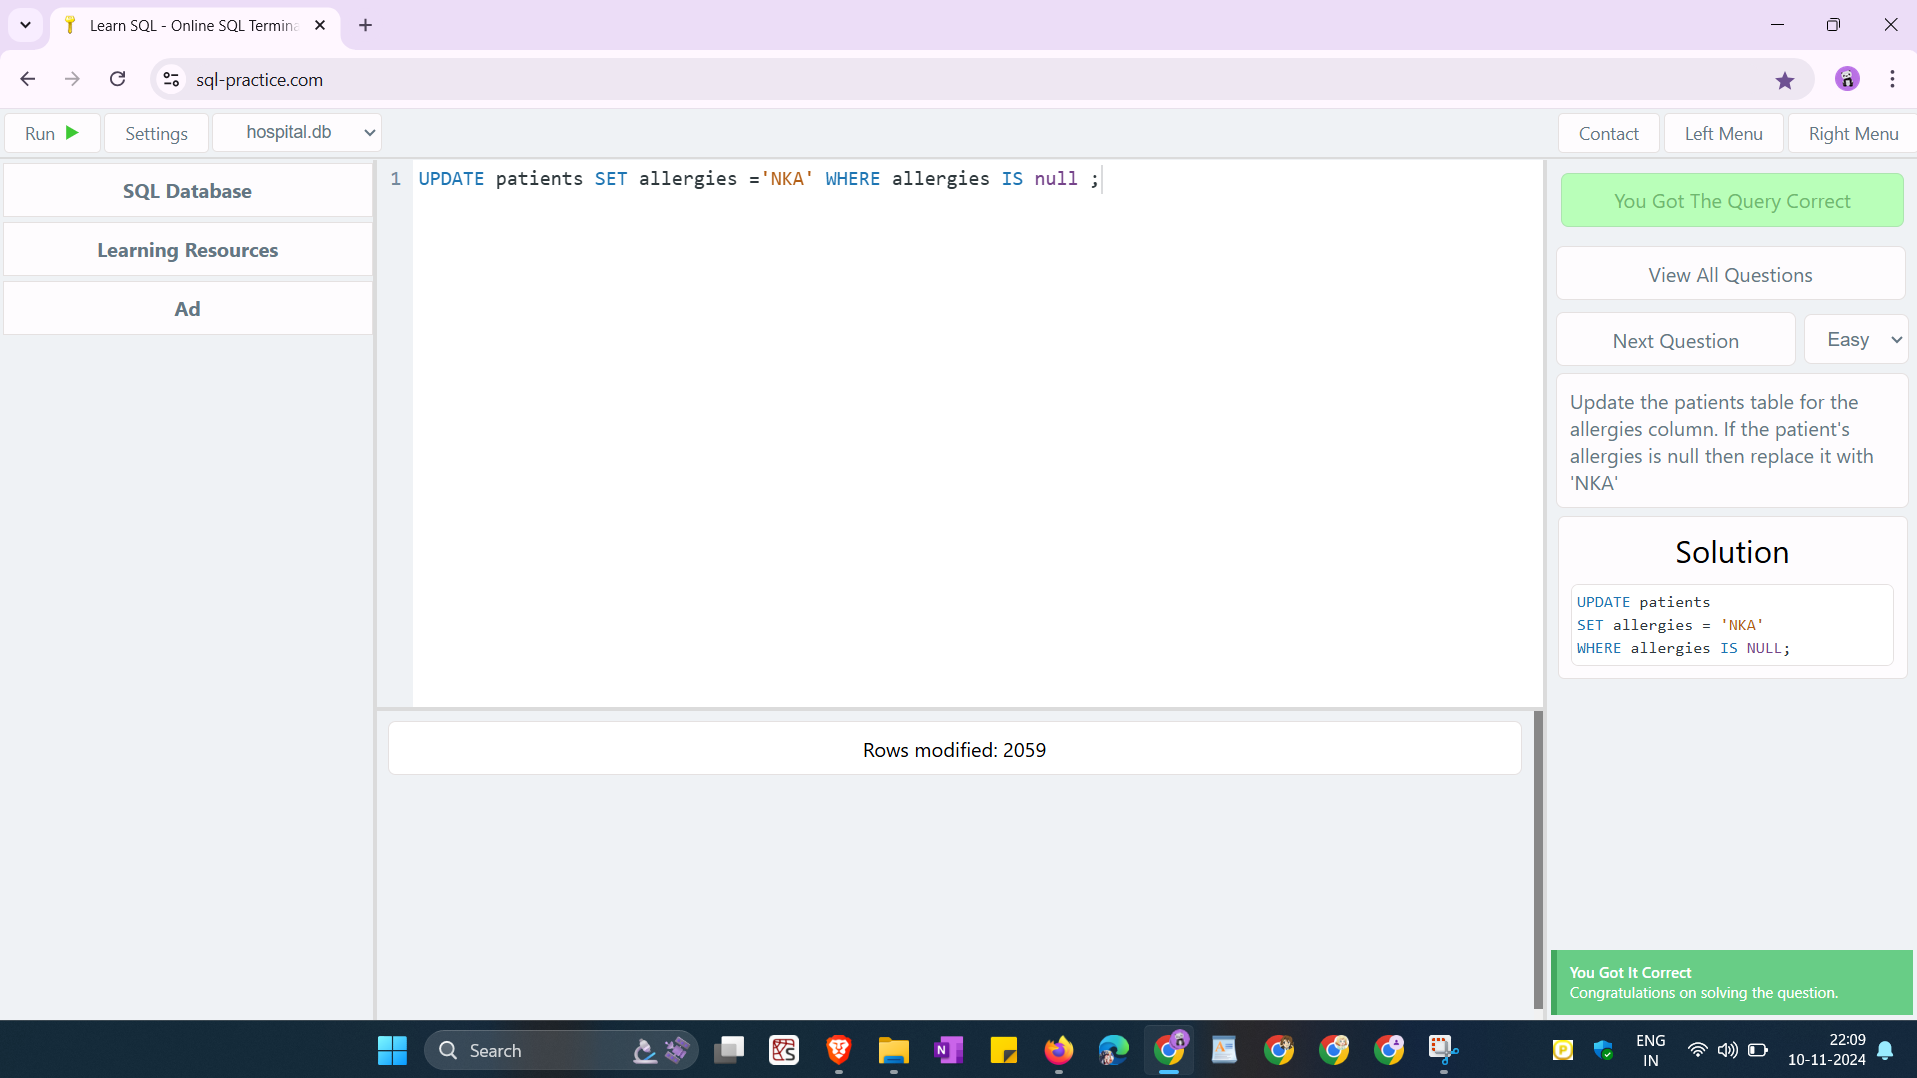 Learn SQL - Online SQL Termina
sql-practice.com
Run
Settings
hospital.db
Contact
Left Menu
Right Menu
SQL Database
Learning Resources
Ad
1 UPDATE patients SET allergies ='NKA' WHERE allergies IS null ;
Rows modified: 2059
You Got The Query Correct
View All Questions
Next Question
Easy
Update the patients table for the
allergies column. If the patient's
allergies is null then replace it with
'NKA'
Solution
UPDATE patients
SET allergies = 'NKA'
WHERE allergies IS NULL;
You Got It Correct
Congratulations on solving the question.
Search
ENG
IN
22:09
10-11-2024